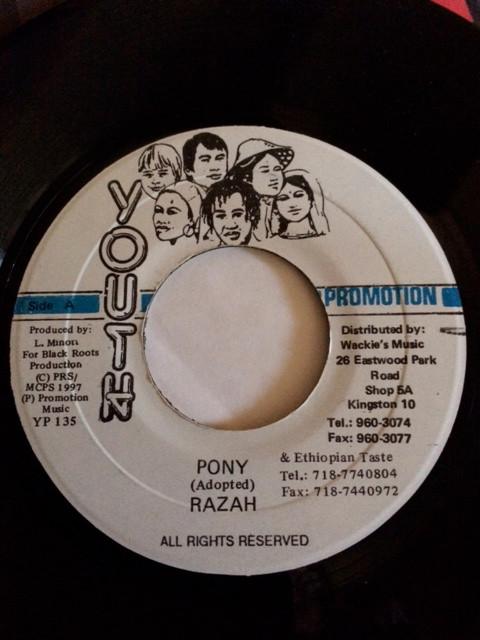 YOUTH
PROMOTION
Side A
Produced by:
L. Minott
For Black Roots
Production
(C) PRS/
MCPS 1997
(P) Promotion
Music
YP 135
Distributed by:
Wackie's Music
26 Eastwood Park
Road
Shop 5A
Kingston 10
Tel.: 960-3074
Fax: 960-3077
& Ethiopian Taste
Tel.: 718-7740804
Fax: 718-7440972
PONY
(Adopted)
RAZAH
ALL RIGHTS RESERVED